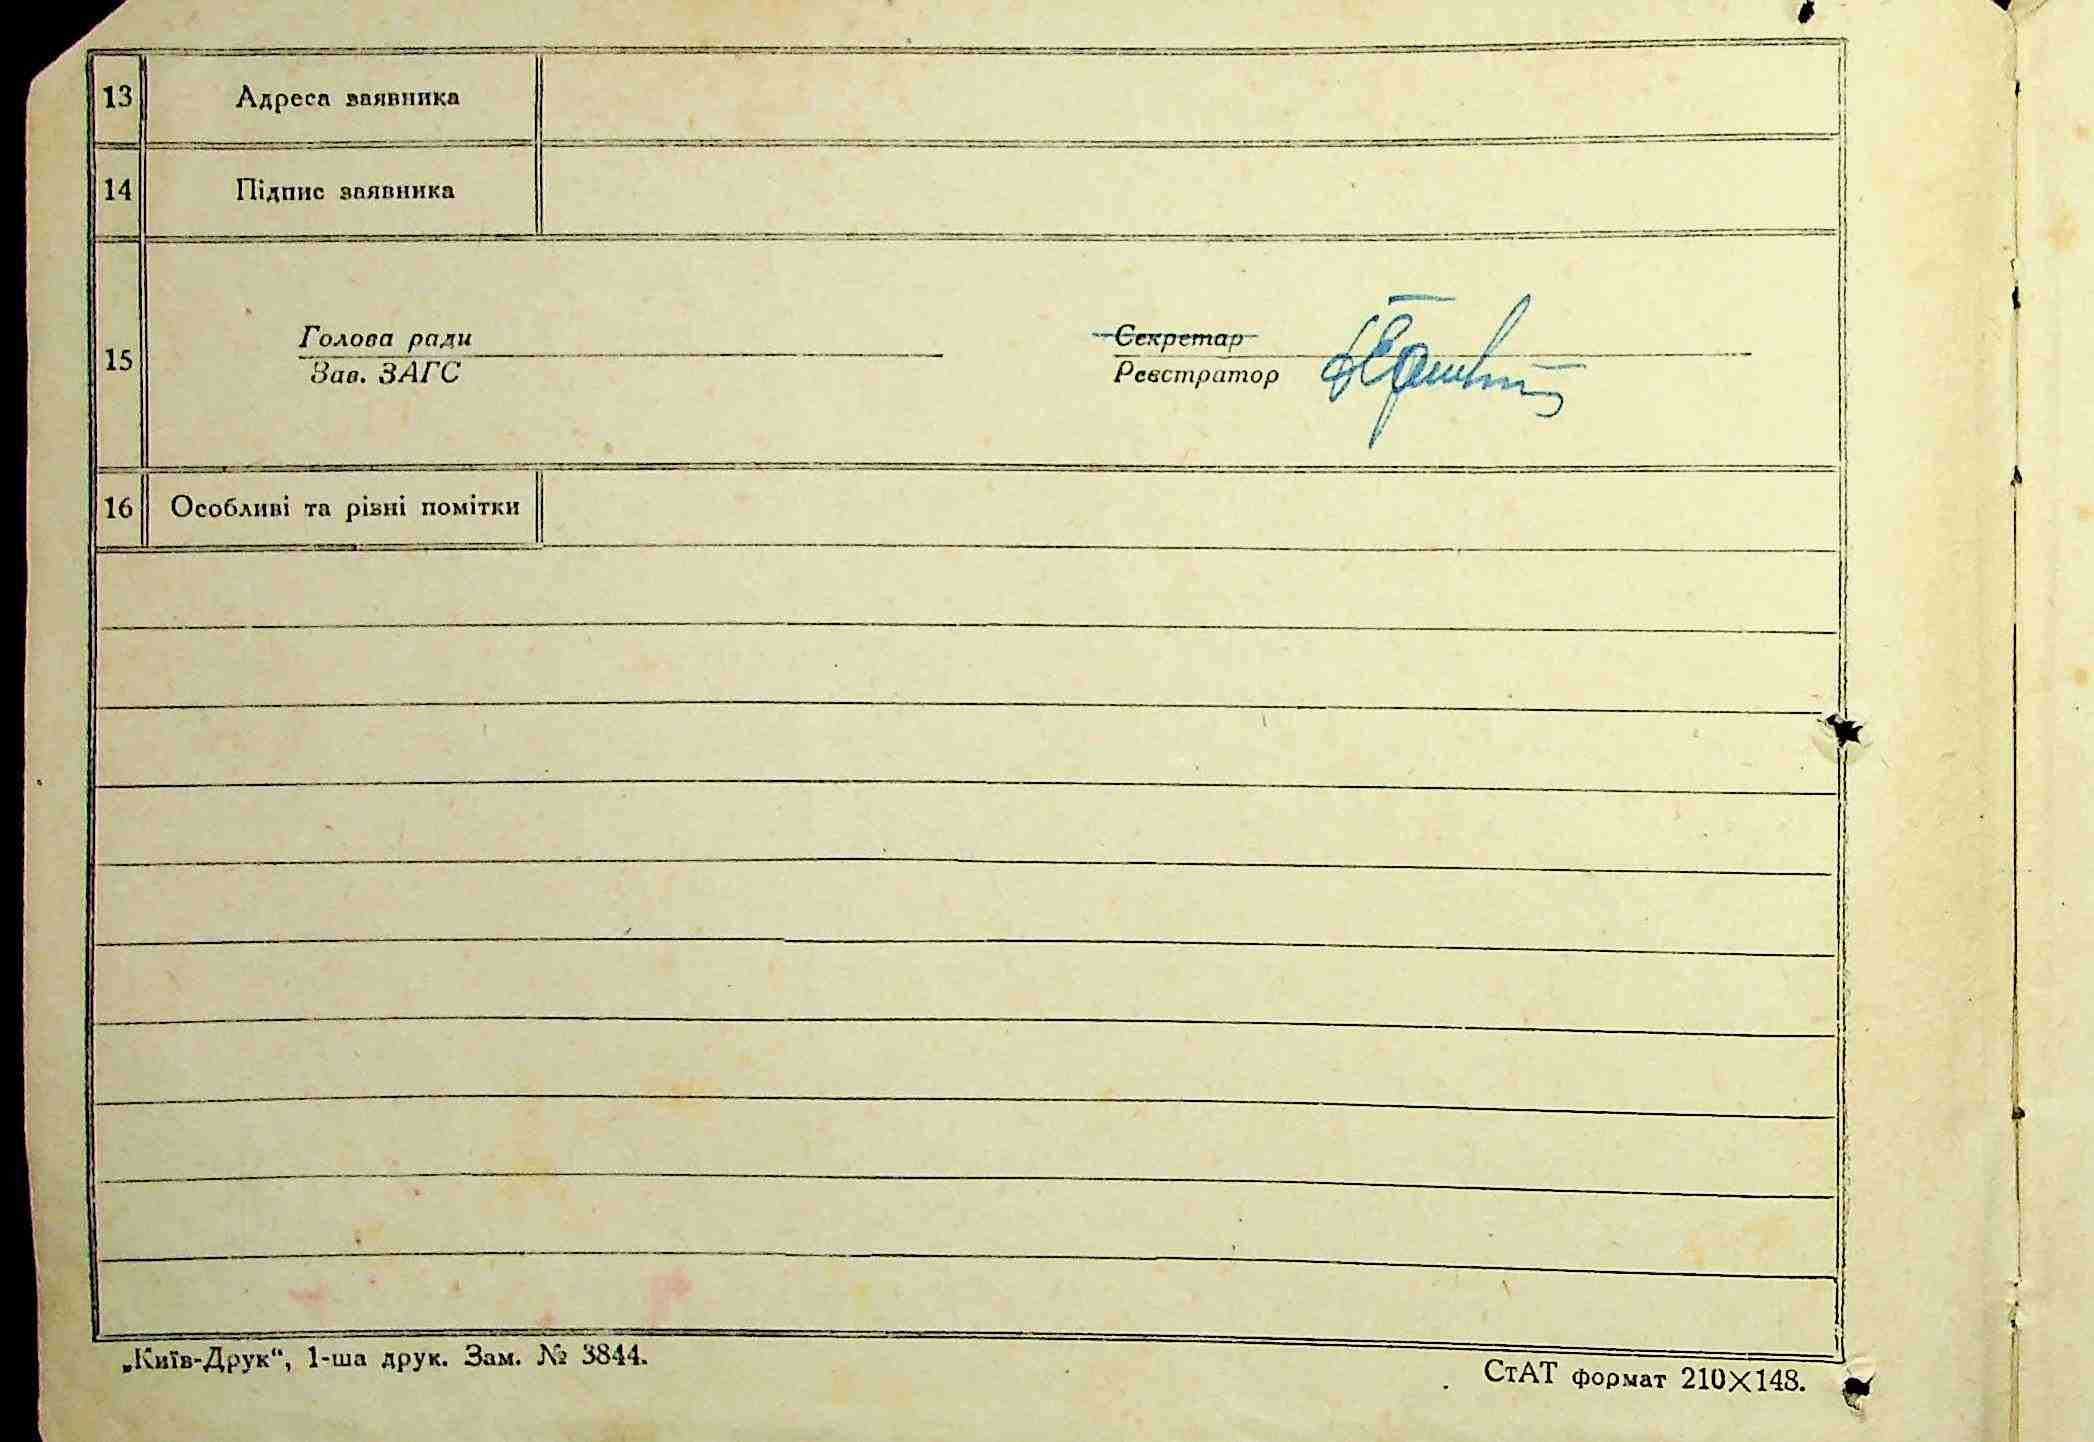 13 Адреса заявника
14 Підпис заявника
15 Голова ради Секретар
Зав. ЗАГС Реєстратор
16 Особливі та різні помітки
„Київ-Друк“, 1-ша друк. Зам. № 3844.
СтАТ формат 210×148.